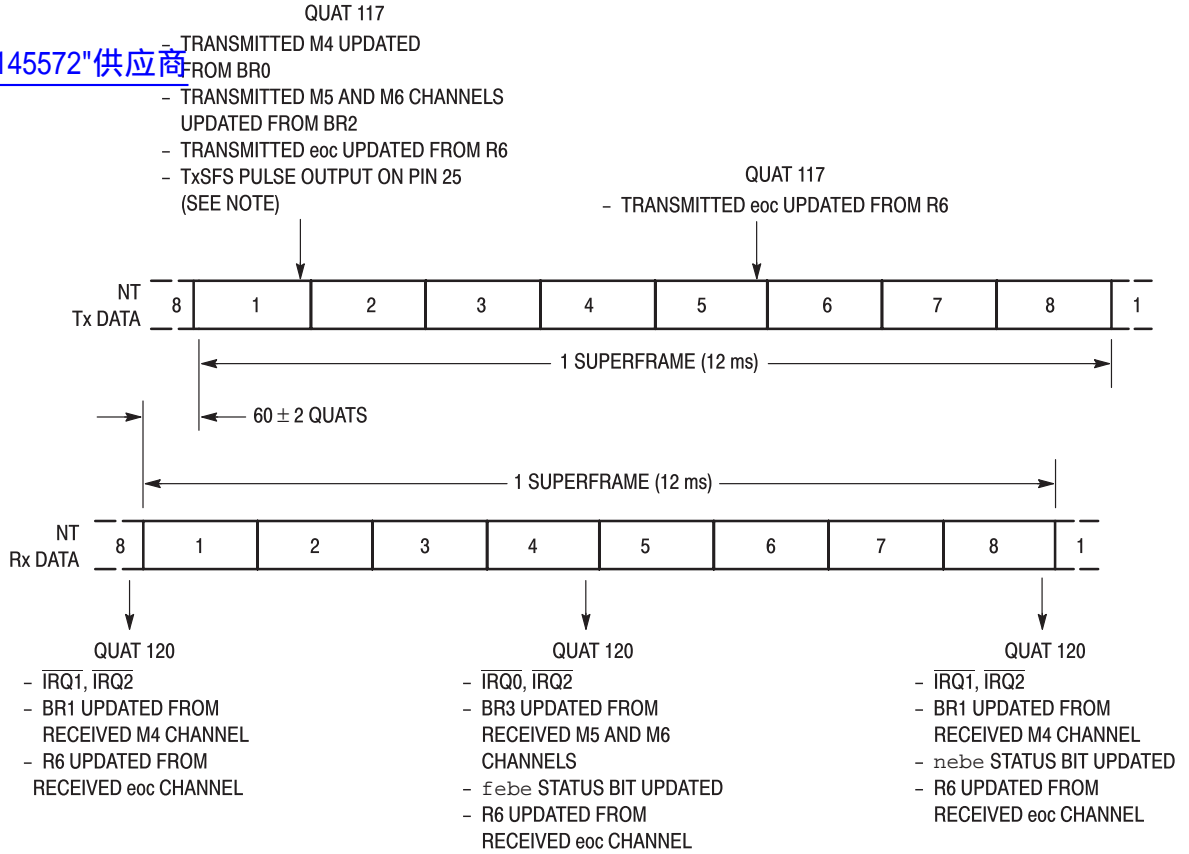 QUAT 117
– TRANSMITTED M4 UPDATED
145572"供应商
FROM BR0
– TRANSMITTED M5 AND M6 CHANNELS
UPDATED FROM BR2
– TRANSMITTED eoc UPDATED FROM R6
– TxSFS PULSE OUTPUT ON PIN 25
(SEE NOTE)
QUAT 117
– TRANSMITTED eoc UPDATED FROM R6
NT
Tx DATA
8 1 2 3 4 5 6 7 8 1
1 SUPERFRAME (12 ms)
60 ± 2 QUATS
1 SUPERFRAME (12 ms)
NT
Rx DATA
8 1 2 3 4 5 6 7 8 1
QUAT 120
– IRQ1, IRQ2
– BR1 UPDATED FROM
RECEIVED M4 CHANNEL
– R6 UPDATED FROM
RECEIVED eoc CHANNEL
QUAT 120
– IRQ0, IRQ2
– BR3 UPDATED FROM
RECEIVED M5 AND M6
CHANNELS
– febe STATUS BIT UPDATED
– R6 UPDATED FROM
RECEIVED eoc CHANNEL
QUAT 120
– IRQ1, IRQ2
– BR1 UPDATED FROM
RECEIVED M4 CHANNEL
– nebe STATUS BIT UPDATED
– R6 UPDATED FROM
RECEIVED eoc CHANNEL